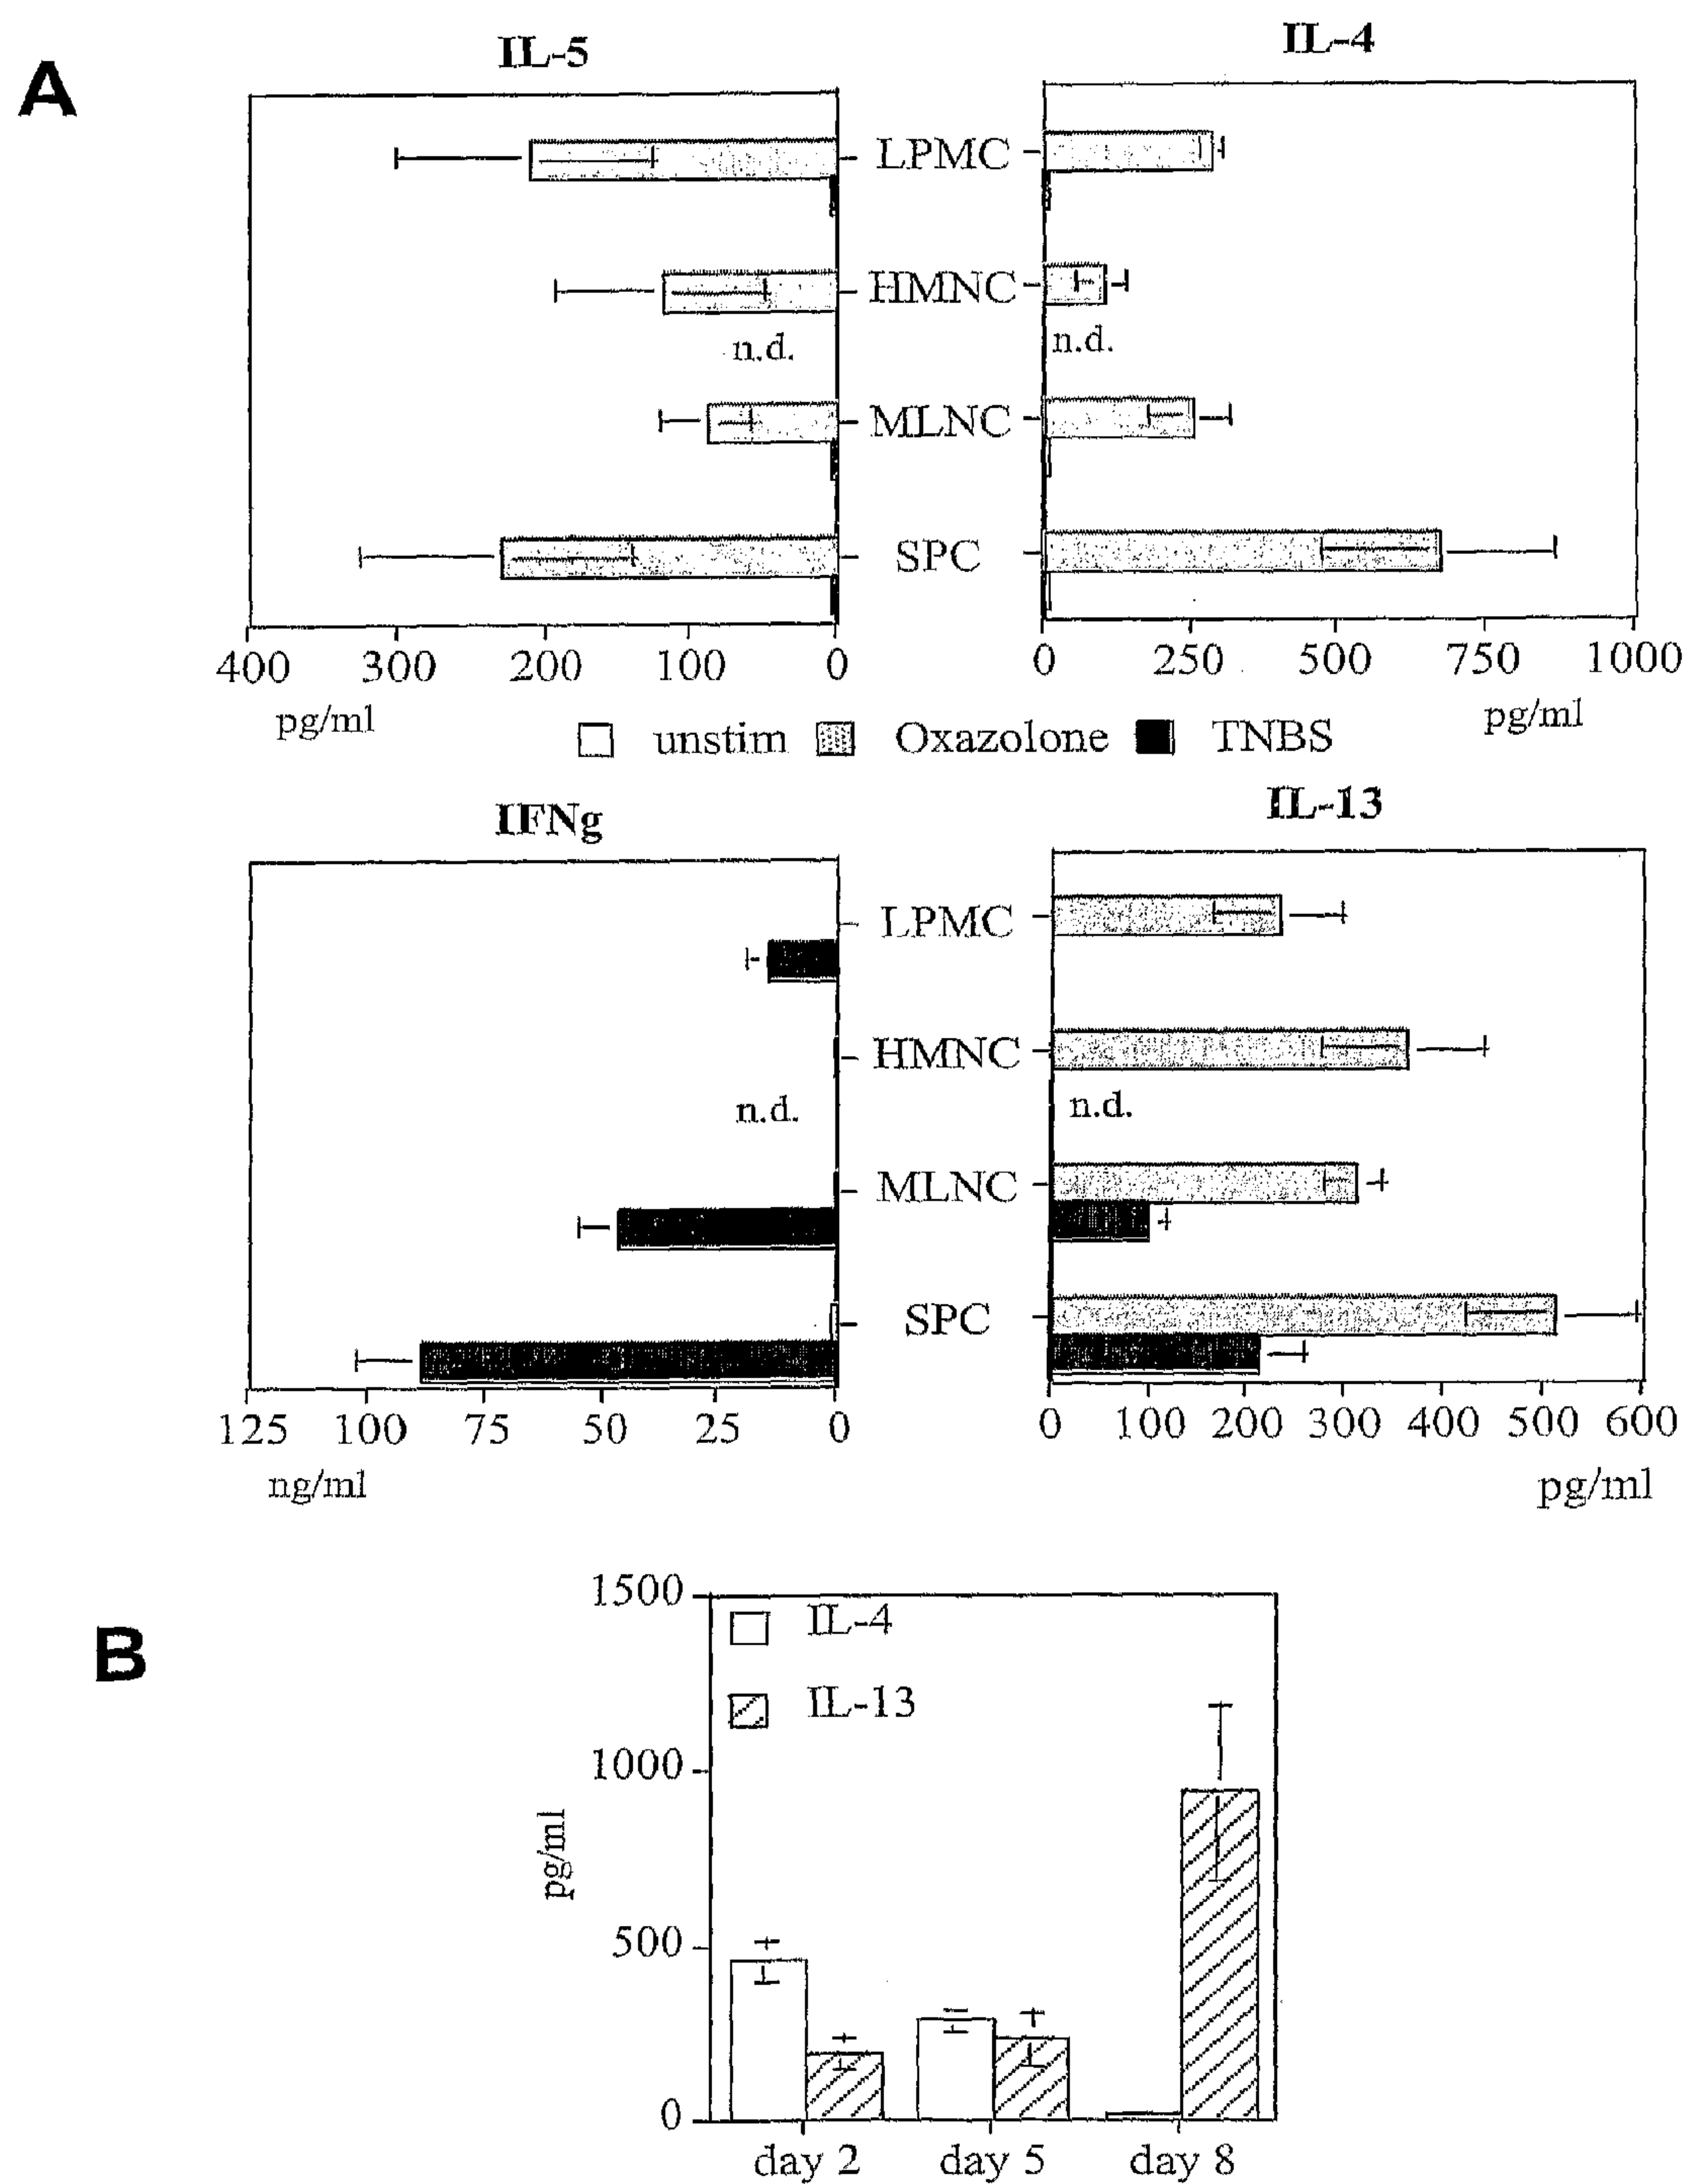 A
IL-5
IL-4
LPMC
HMNC
n.d.
n.d.
MLNC
SPC
400 300 200 100 0
0 250 500 750 1000
pg/ml
pg/ml
unstim Oxazolone TNBS
IFNg
IL-13
LPMC
HMNC
n.d.
n.d.
MLNC
SPC
125 100 75 50 25 0
0 100 200 300 400 500 600
ng/ml
pg/ml
B
1500
IL-4
IL-13
1000
pg/ml
500
0
day 2 day 5 day 8